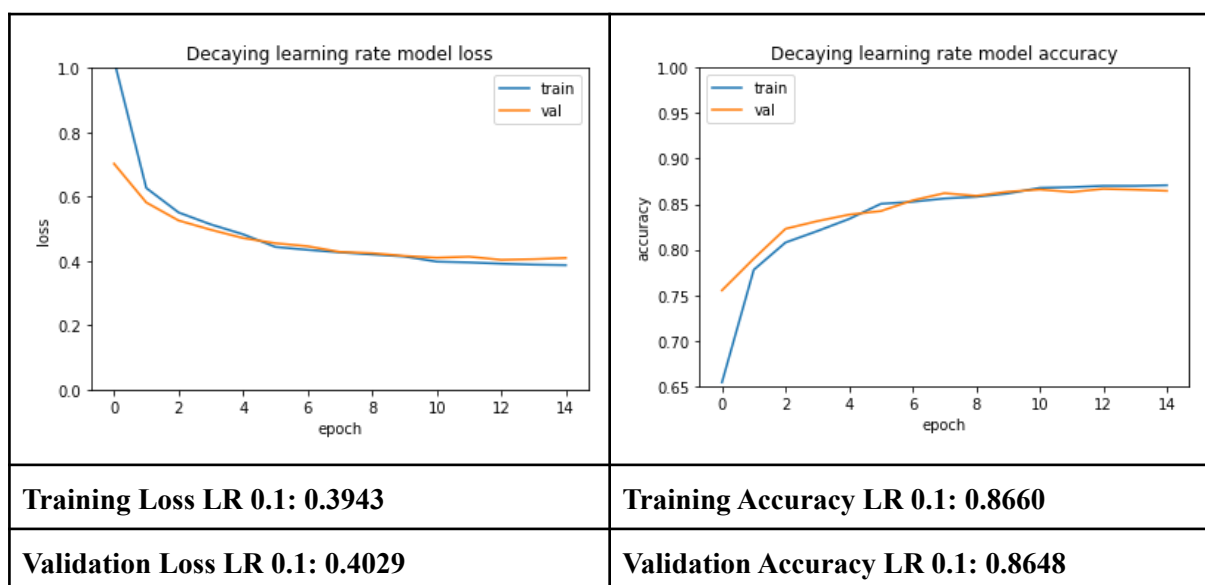 Decaying learning rate model loss
1.0
0.8
0.6
0.4
0.2
0.0
loss
train
val
0 2 4 6 8 10 12 14
epoch
Decaying learning rate model accuracy
1.00
0.95
0.90
0.85
0.80
0.75
0.70
0.65
accuracy
train
val
0 2 4 6 8 10 12 14
epoch
Training Loss LR 0.1: 0.3943
Training Accuracy LR 0.1: 0.8660
Validation Loss LR 0.1: 0.4029
Validation Accuracy LR 0.1: 0.8648